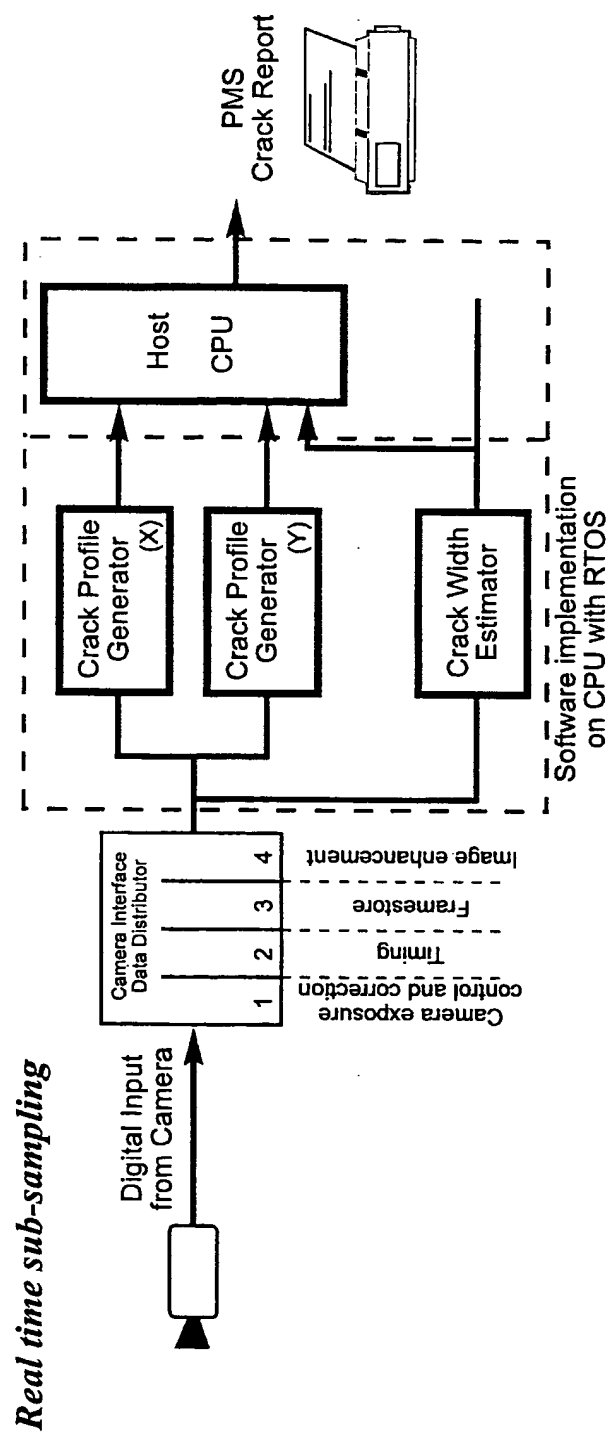 Real time sub-sampling
Digital Input
from Camera
Camera Interface
Data Distributor
1 2 3 4
Camera exposure
control and correction
Timing
Framestore
Image enhancement
Crack Profile
Generator
(X)
Crack Profile
Generator
(Y)
Crack Width
Estimator
Software implementation
on CPU with RTOS
Host
CPU
PMS
Crack Report